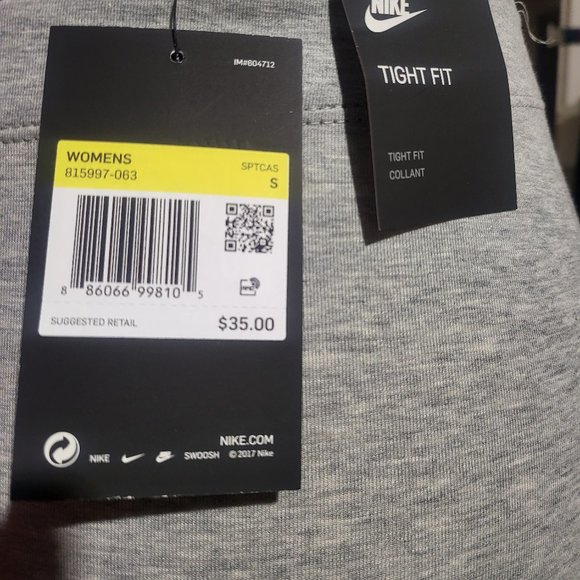 NIKE
TIGHT FIT
TIGHT FIT
COLLANT
IM#604712
WOMENS
815997-063
SPTCAS
S
8 86066 99810 5
SUGGESTED RETAIL
$35.00
NIKE.COM
NIKE SWOOSH © 2017 Nike